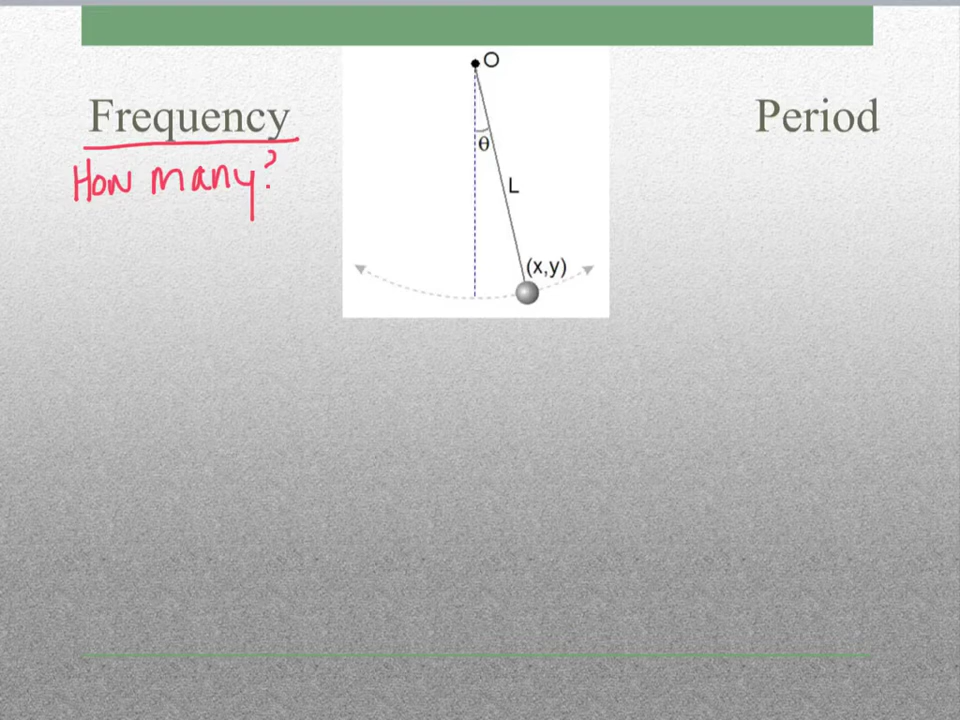 Frequency
How many?
O
θ
L
(x,y)
Period